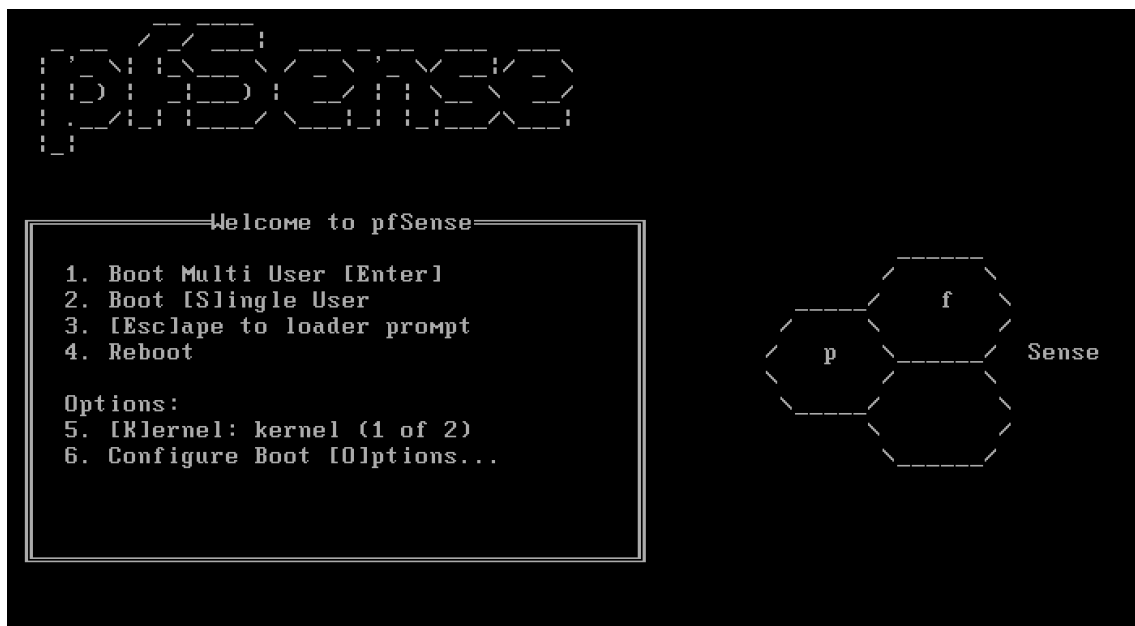 pfSense
Welcome to pfSense
1. Boot Multi User [Enter]
2. Boot [S]ingle User
3. [Esc]ape to loader prompt
4. Reboot
Options:
5. [K]ernel: kernel (1 of 2)
6. Configure Boot [O]ptions...
f
p
Sense